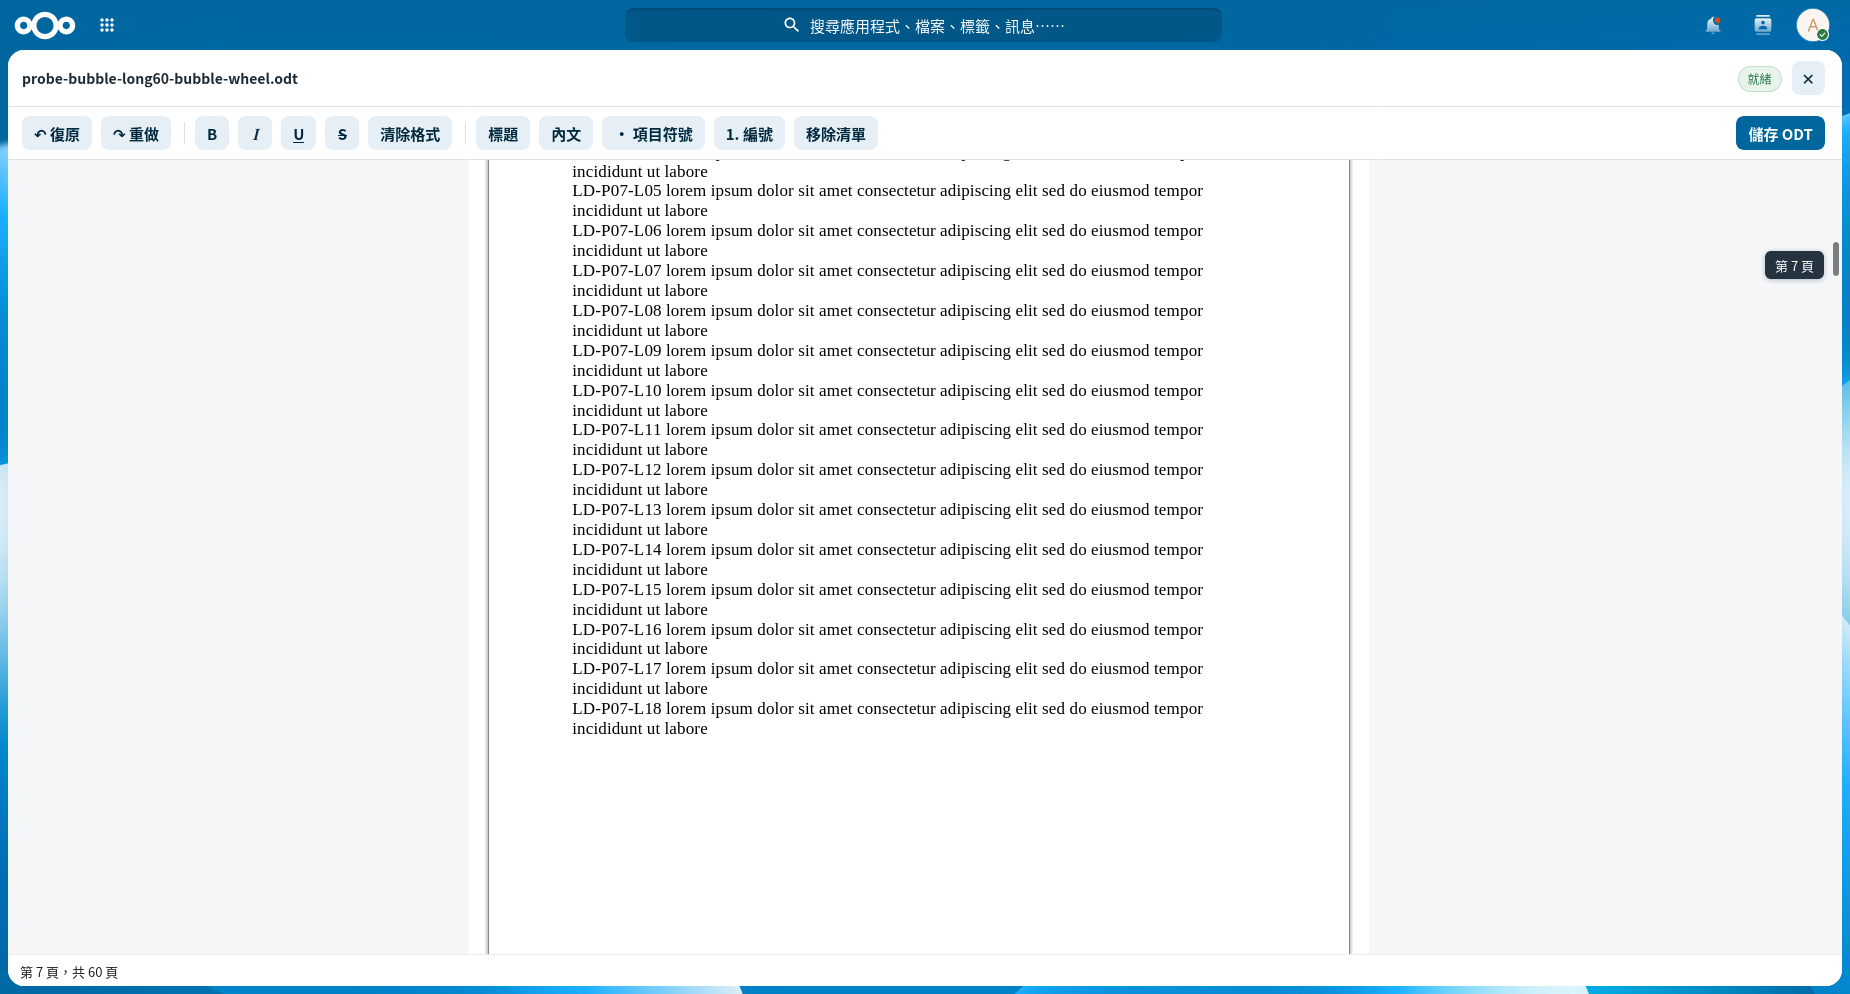 搜尋應用程式、檔案、標籤、訊息……
A
probe-bubble-long60-bubble-wheel.odt
就緒
×
↶ 復原 ↷ 重做 B I U S 清除格式 標題 內文 • 項目符號 1. 編號 移除清單 儲存 ODT
incididunt ut labore
LD-P07-L05 lorem ipsum dolor sit amet consectetur adipiscing elit sed do eiusmod tempor
incididunt ut labore
LD-P07-L06 lorem ipsum dolor sit amet consectetur adipiscing elit sed do eiusmod tempor
incididunt ut labore
LD-P07-L07 lorem ipsum dolor sit amet consectetur adipiscing elit sed do eiusmod tempor
incididunt ut labore
LD-P07-L08 lorem ipsum dolor sit amet consectetur adipiscing elit sed do eiusmod tempor
incididunt ut labore
LD-P07-L09 lorem ipsum dolor sit amet consectetur adipiscing elit sed do eiusmod tempor
incididunt ut labore
LD-P07-L10 lorem ipsum dolor sit amet consectetur adipiscing elit sed do eiusmod tempor
incididunt ut labore
LD-P07-L11 lorem ipsum dolor sit amet consectetur adipiscing elit sed do eiusmod tempor
incididunt ut labore
LD-P07-L12 lorem ipsum dolor sit amet consectetur adipiscing elit sed do eiusmod tempor
incididunt ut labore
LD-P07-L13 lorem ipsum dolor sit amet consectetur adipiscing elit sed do eiusmod tempor
incididunt ut labore
LD-P07-L14 lorem ipsum dolor sit amet consectetur adipiscing elit sed do eiusmod tempor
incididunt ut labore
LD-P07-L15 lorem ipsum dolor sit amet consectetur adipiscing elit sed do eiusmod tempor
incididunt ut labore
LD-P07-L16 lorem ipsum dolor sit amet consectetur adipiscing elit sed do eiusmod tempor
incididunt ut labore
LD-P07-L17 lorem ipsum dolor sit amet consectetur adipiscing elit sed do eiusmod tempor
incididunt ut labore
LD-P07-L18 lorem ipsum dolor sit amet consectetur adipiscing elit sed do eiusmod tempor
incididunt ut labore
第 7 頁
第 7 頁，共 60 頁